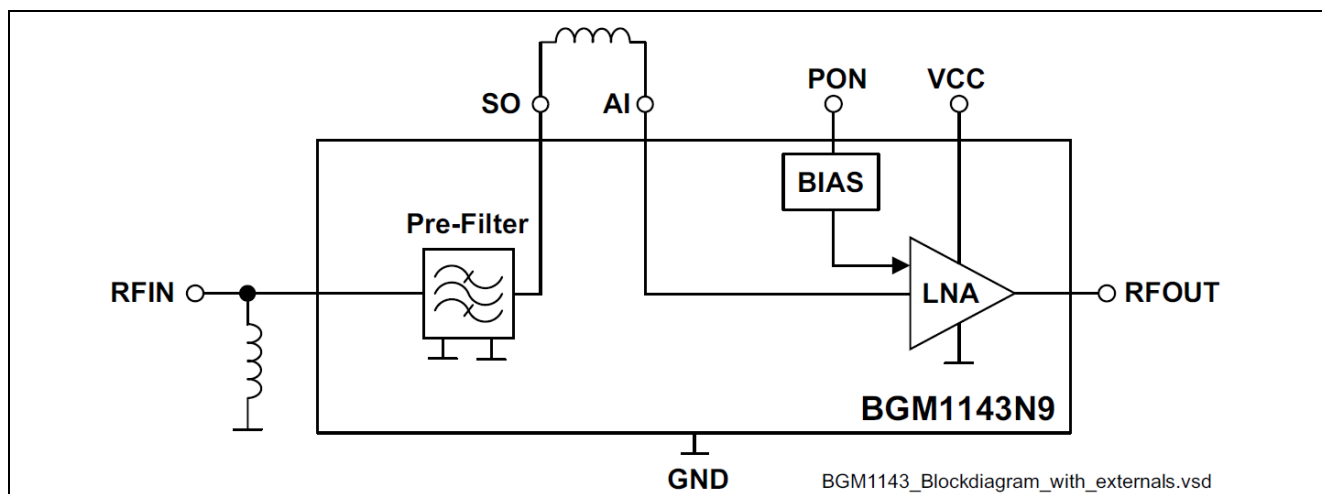 SO
AI
PON
VCC
BIAS
Pre-Filter
RFIN
LNA
RFOUT
BGM1143N9
GND
BGM1143_Blockdiagram_with_externals.vsd